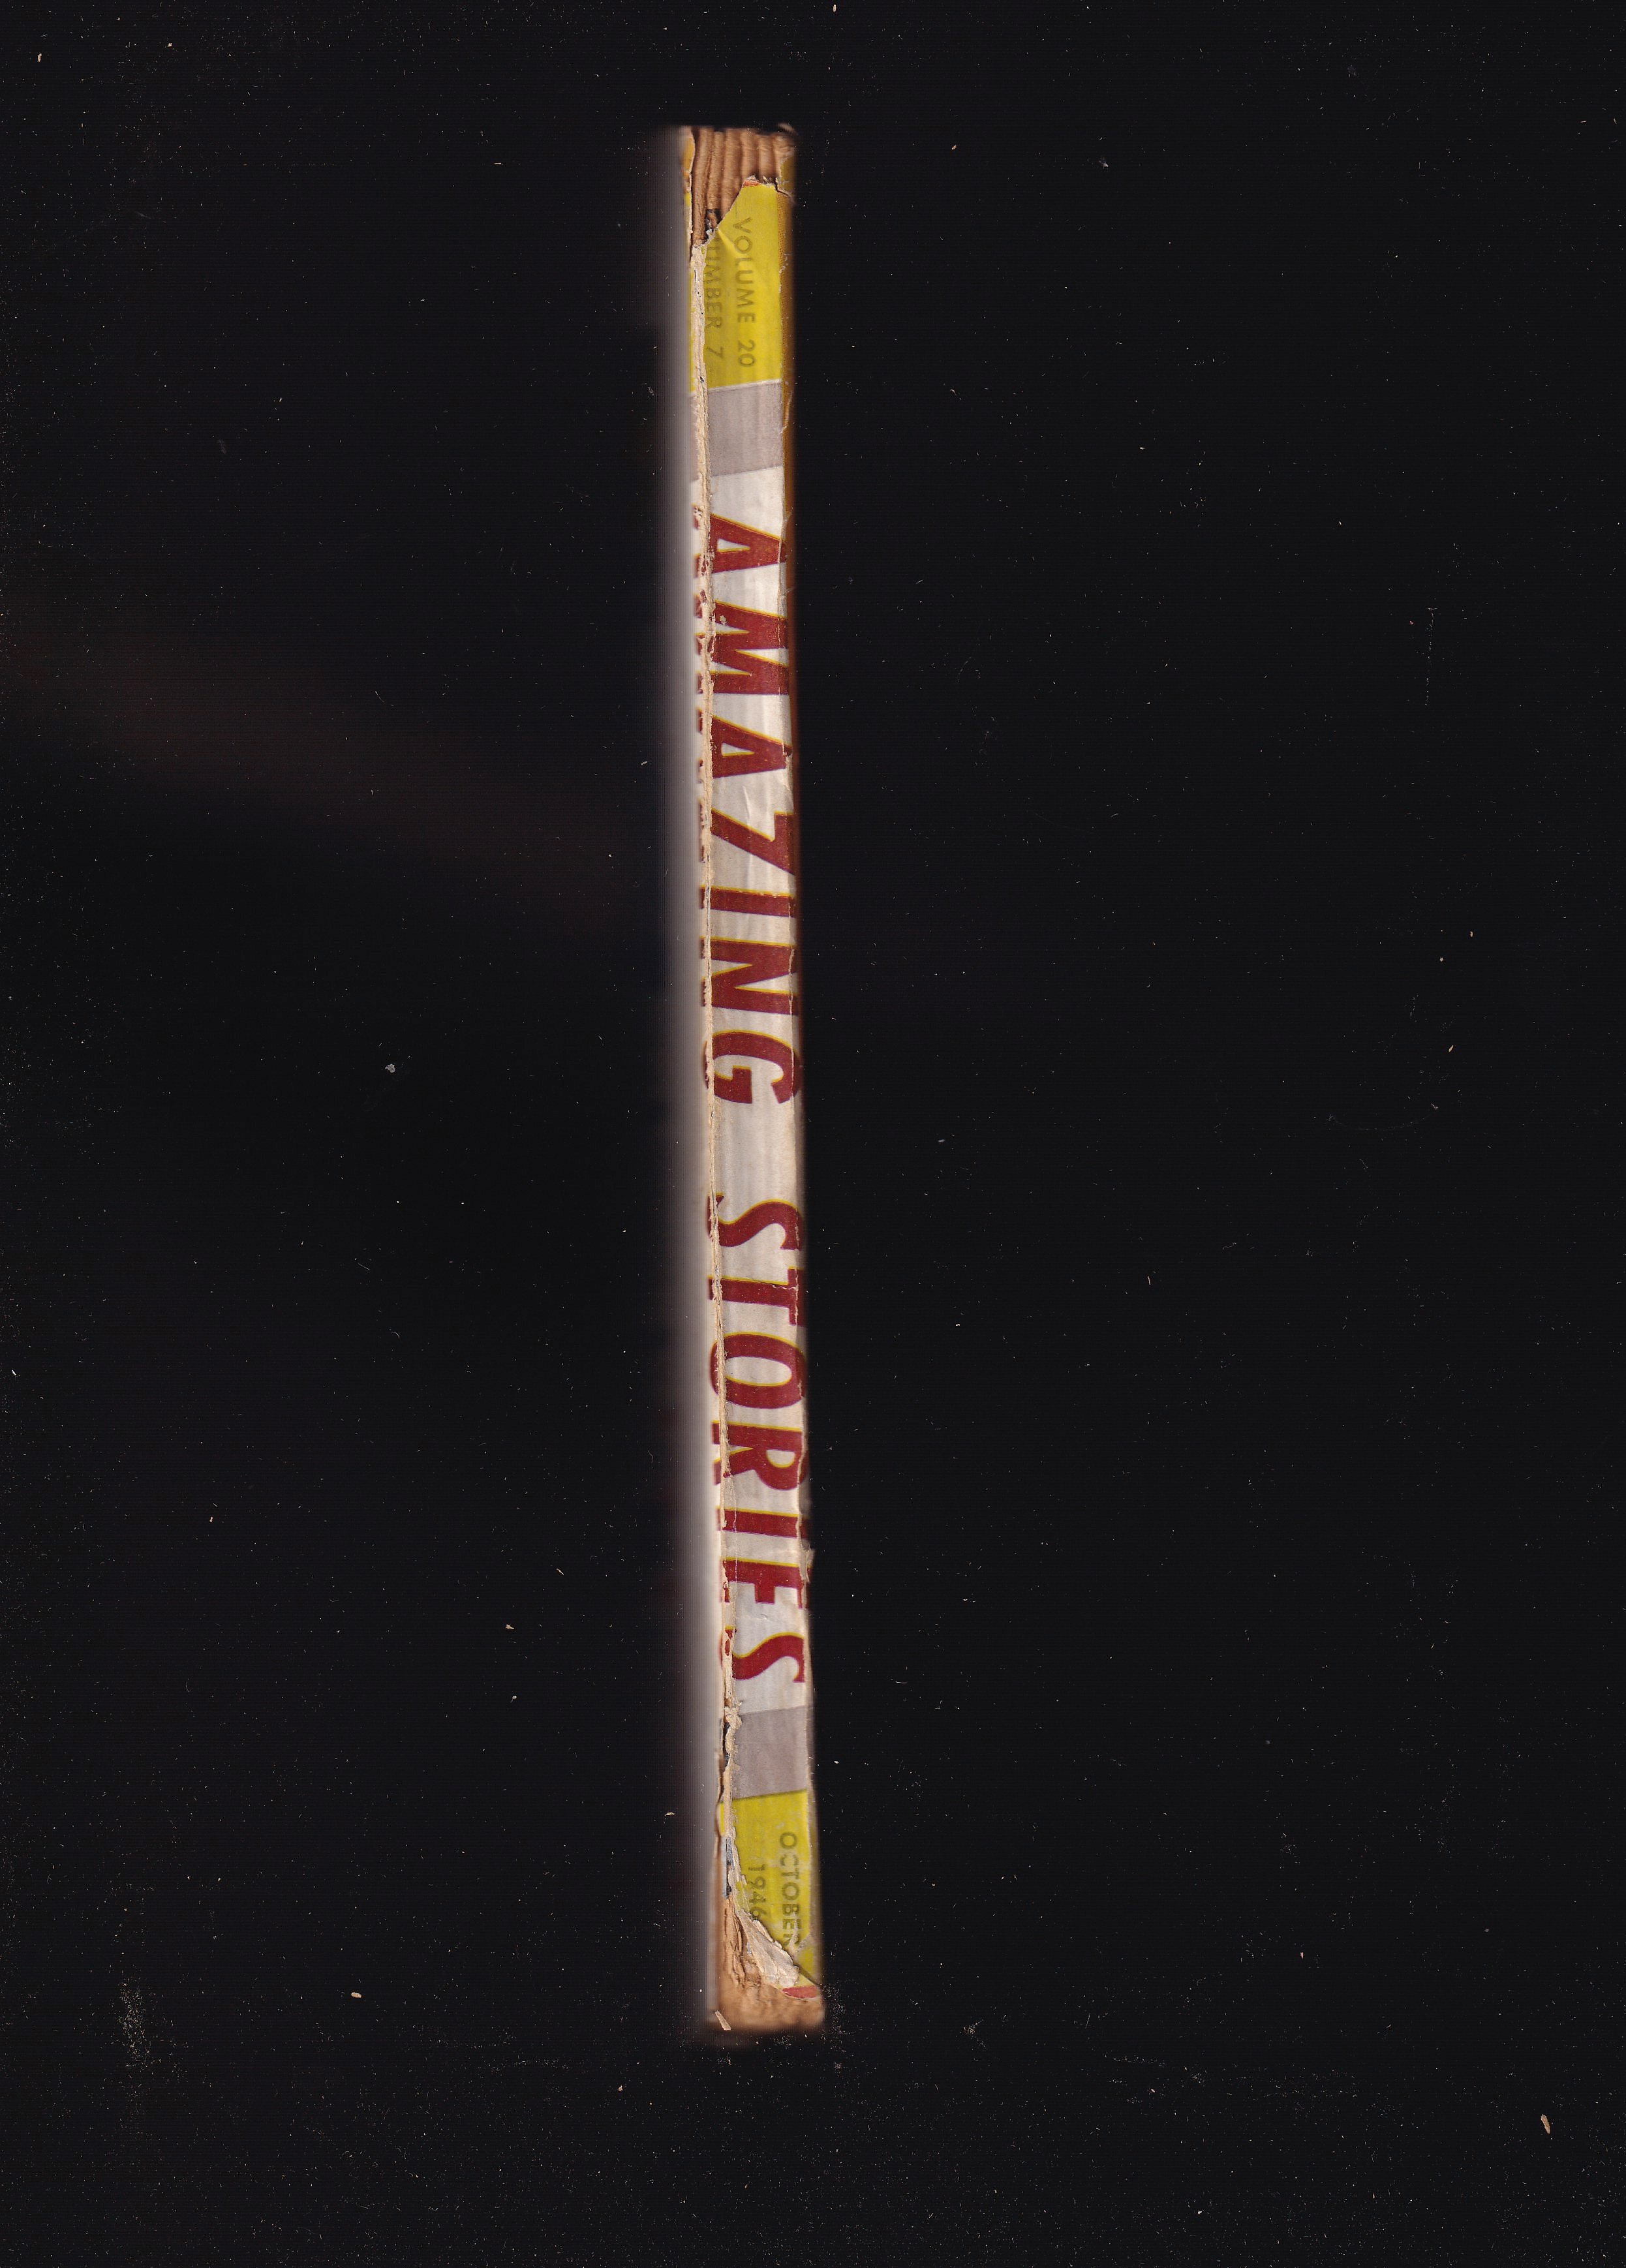 VOLUME 20
NUMBER 7
AMAZING STORIES
OCTOBER
1946